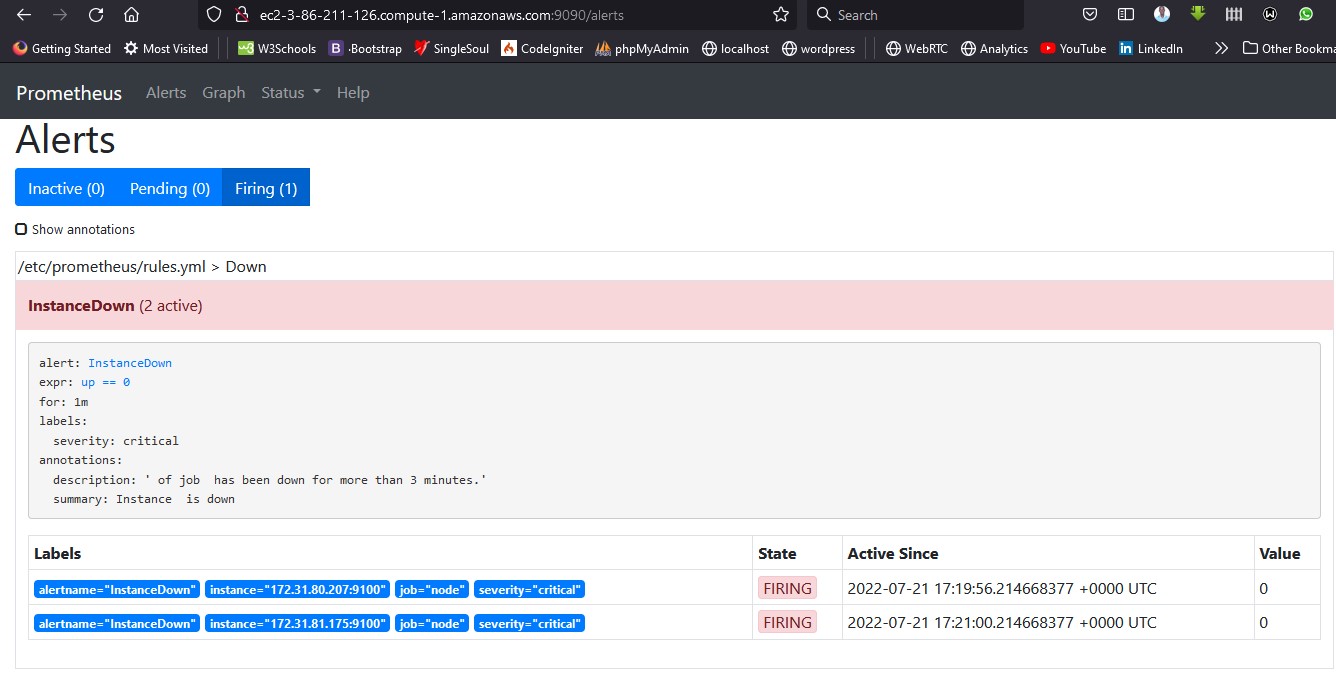 ec2-3-86-211-126.compute-1.amazonaws.com:9090/alerts Search
Getting Started Most Visited W3Schools ·Bootstrap SingleSoul CodeIgniter phpMyAdmin localhost wordpress WebRTC Analytics YouTube LinkedIn Other Bookma
Prometheus Alerts Graph Status Help
Alerts
Inactive (0) Pending (0) Firing (1)
Show annotations
/etc/prometheus/rules.yml > Down
InstanceDown (2 active)
alert: InstanceDown
expr: up == 0
for: 1m
labels:
severity: critical
annotations:
description: ' of job  has been down for more than 3 minutes.'
summary: Instance  is down
Labels State Active Since Value
alertname="InstanceDown" instance="172.31.80.207:9100" job="node" severity="critical" FIRING 2022-07-21 17:19:56.214668377 +0000 UTC 0
alertname="InstanceDown" instance="172.31.81.175:9100" job="node" severity="critical" FIRING 2022-07-21 17:21:00.214668377 +0000 UTC 0